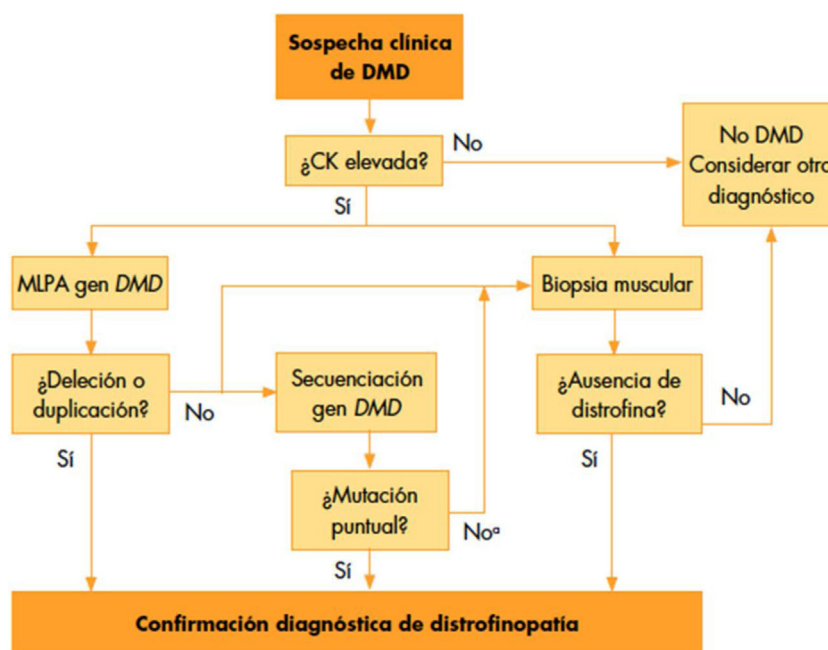 Sospecha clínica
de DMD
¿CK elevada?
No
No DMD
Considerar otro
diagnóstico
Sí
MLPA gen DMD
Biopsia muscular
¿Deleción o
duplicación?
No
Secuenciación
gen DMD
¿Ausencia de
distrofina?
No
Sí
¿Mutación
puntual?
Noª
Sí
Sí
Confirmación diagnóstica de distrofinopatía